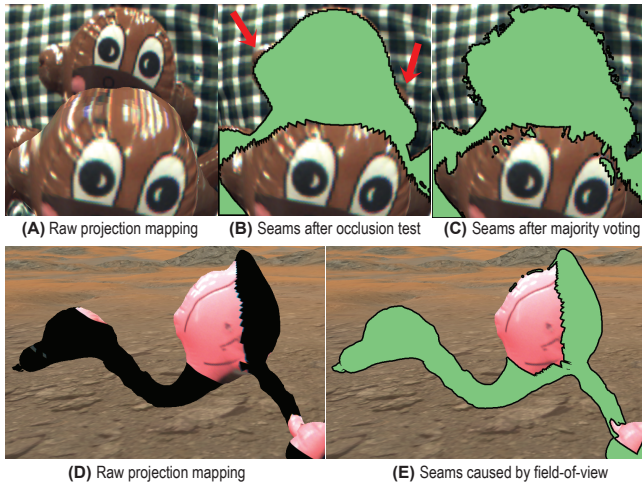 (A) Raw projection mapping
(B) Seams after occlusion test
(C) Seams after majority voting
(D) Raw projection mapping
(E) Seams caused by field-of-view